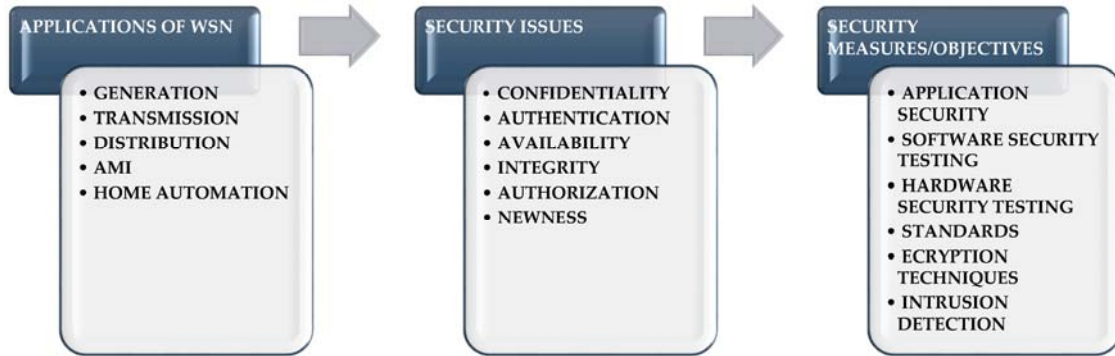 APPLICATIONS OF WSN
• GENERATION
• TRANSMISSION
• DISTRIBUTION
• AMI
• HOME AUTOMATION
SECURITY ISSUES
• CONFIDENTIALITY
• AUTHENTICATION
• AVAILABILITY
• INTEGRITY
• AUTHORIZATION
• NEWNESS
SECURITY
MEASURES/OBJECTIVES
• APPLICATION
SECURITY
• SOFTWARE SECURITY
TESTING
• HARDWARE
SECURITY TESTING
• STANDARDS
• ECRYPTION
TECHNIQUES
• INTRUSION
DETECTION